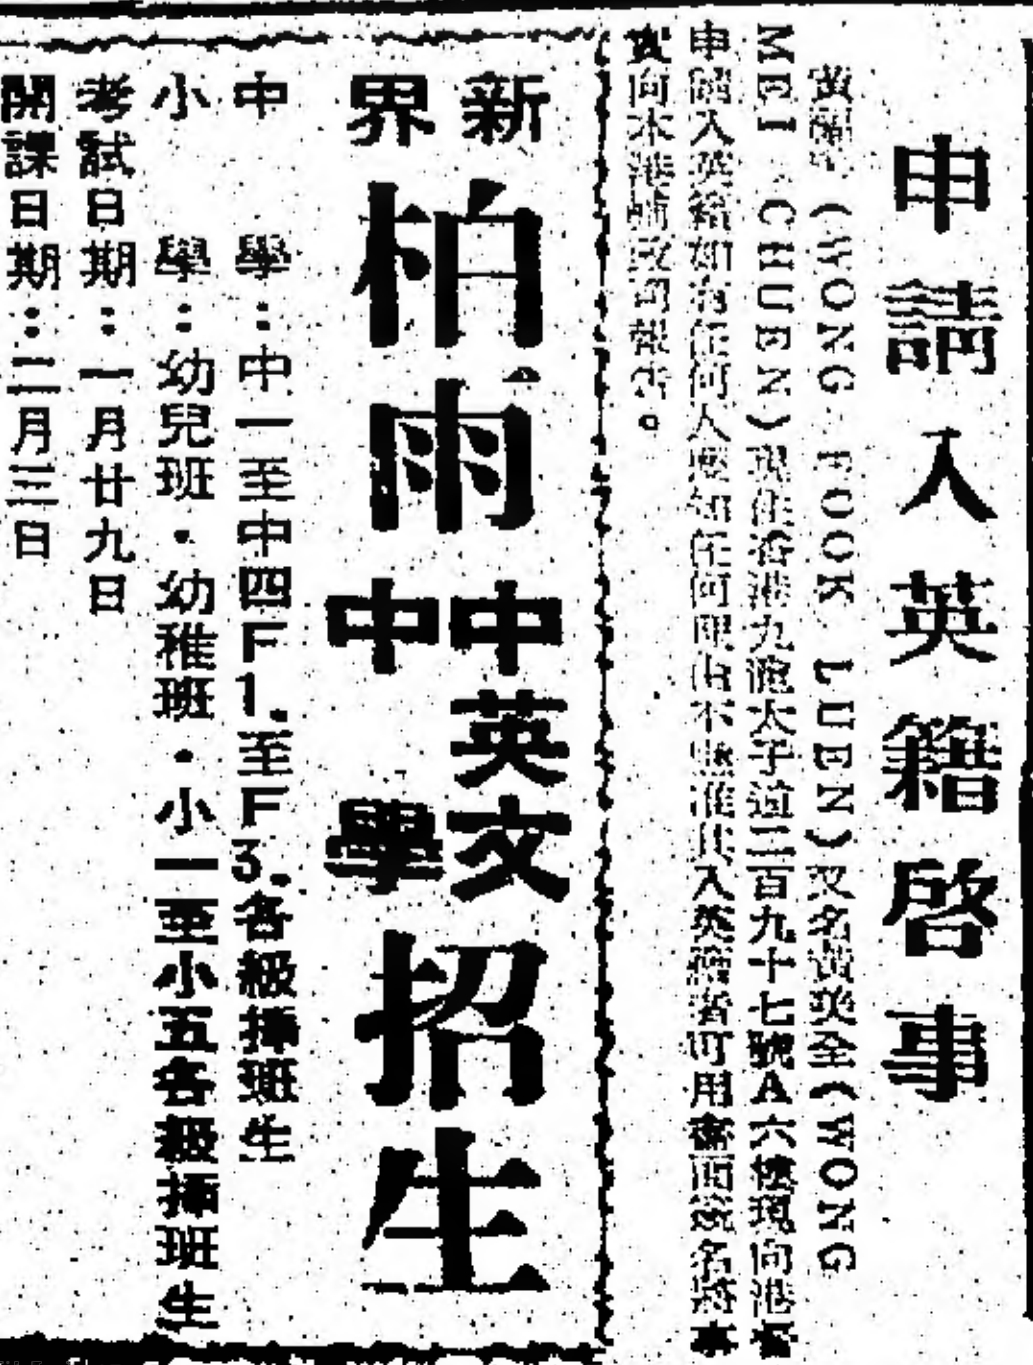 申請入英籍啓事
黃 (WONG FOOK LUEN)又名黃美全(WONG
MEI CHUEN)現住香港九龍太子道二百九十七號A六樓現向港督
申請入英籍如有任何人應知任何理由不應准其入英籍者可用書面簽名將事
實向本港輔政司報告。
新界
柏雨
中英文
中學
招生
中學：中一至中四F1.至F3.各級插班生
小學：幼兒班・幼稚班・小一至小五各級插班生
考試日期：一月廿九日
開課日期：二月三日